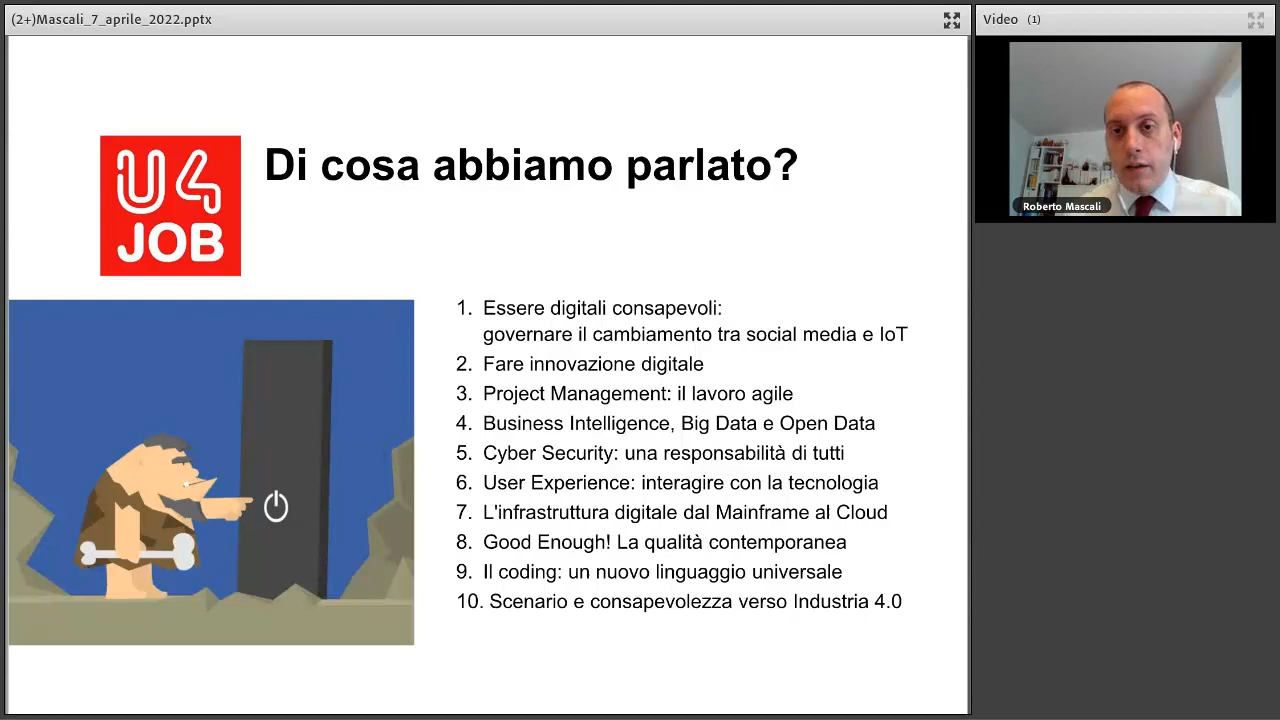 (2+)Mascali_7_aprile_2022.pptx
Video (1)
Roberto Mascali
U4
JOB
Di cosa abbiamo parlato?
1. Essere digitali consapevoli:
governare il cambiamento tra social media e IoT
2. Fare innovazione digitale
3. Project Management: il lavoro agile
4. Business Intelligence, Big Data e Open Data
5. Cyber Security: una responsabilità di tutti
6. User Experience: interagire con la tecnologia
7. L'infrastruttura digitale dal Mainframe al Cloud
8. Good Enough! La qualità contemporanea
9. Il coding: un nuovo linguaggio universale
10. Scenario e consapevolezza verso Industria 4.0